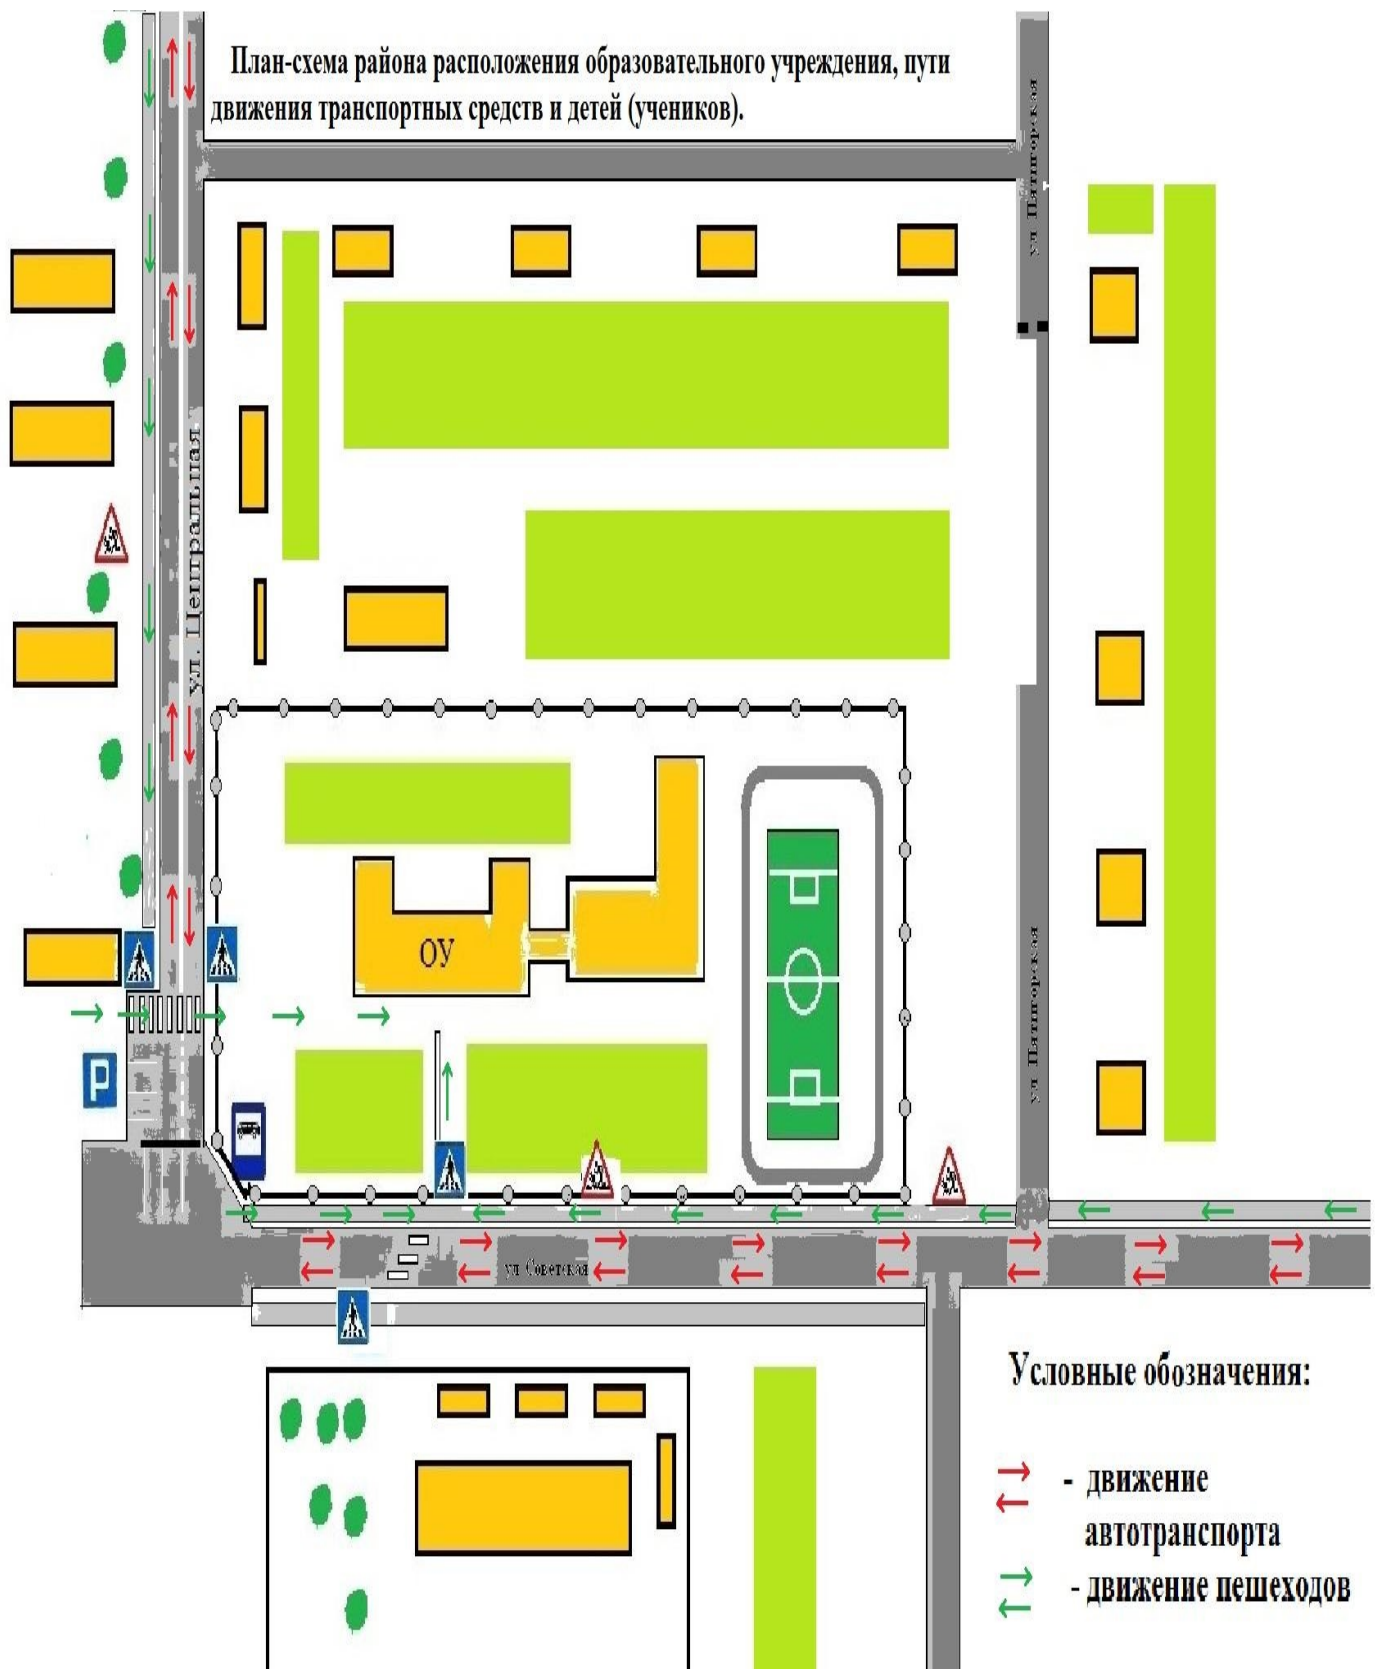 План-схема района расположения образовательного учреждения, пути
движения транспортных средств и детей (учеников).
ул Пятигорская
ул. Центральная
ОУ
ул Пятигорская
P
ул Советская
Условные обозначения:
- движение
автотранспорта
- движение пешеходов